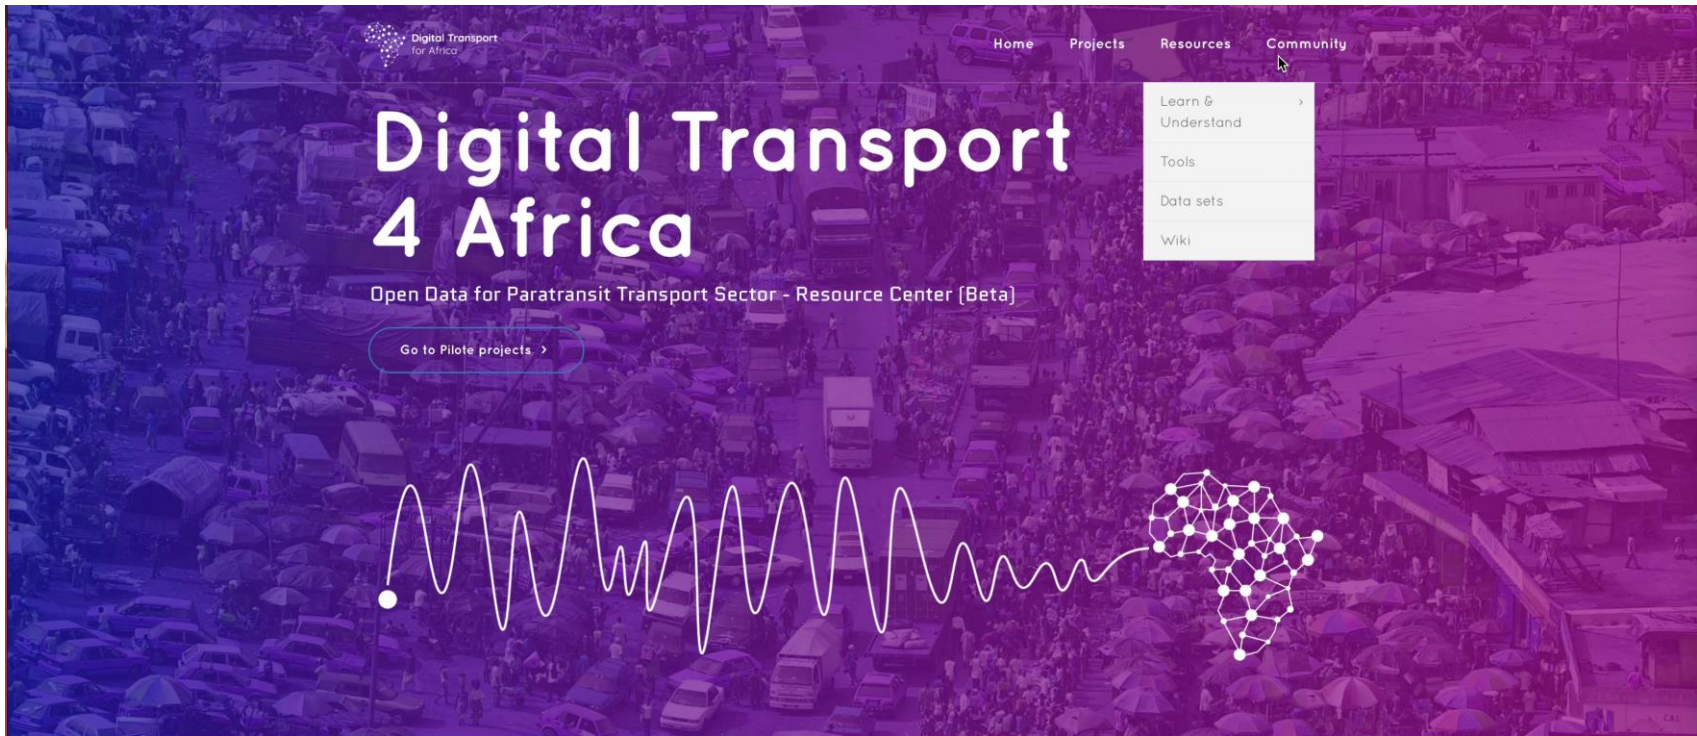 Digital Transport
for Africa
Home Projects Resources Community
Learn & ›
Understand
Tools
Data sets
Wiki
Digital Transport
4 Africa
Open Data for Paratransit Transport Sector - Resource Center (Beta)
Go to Pilote projects ›